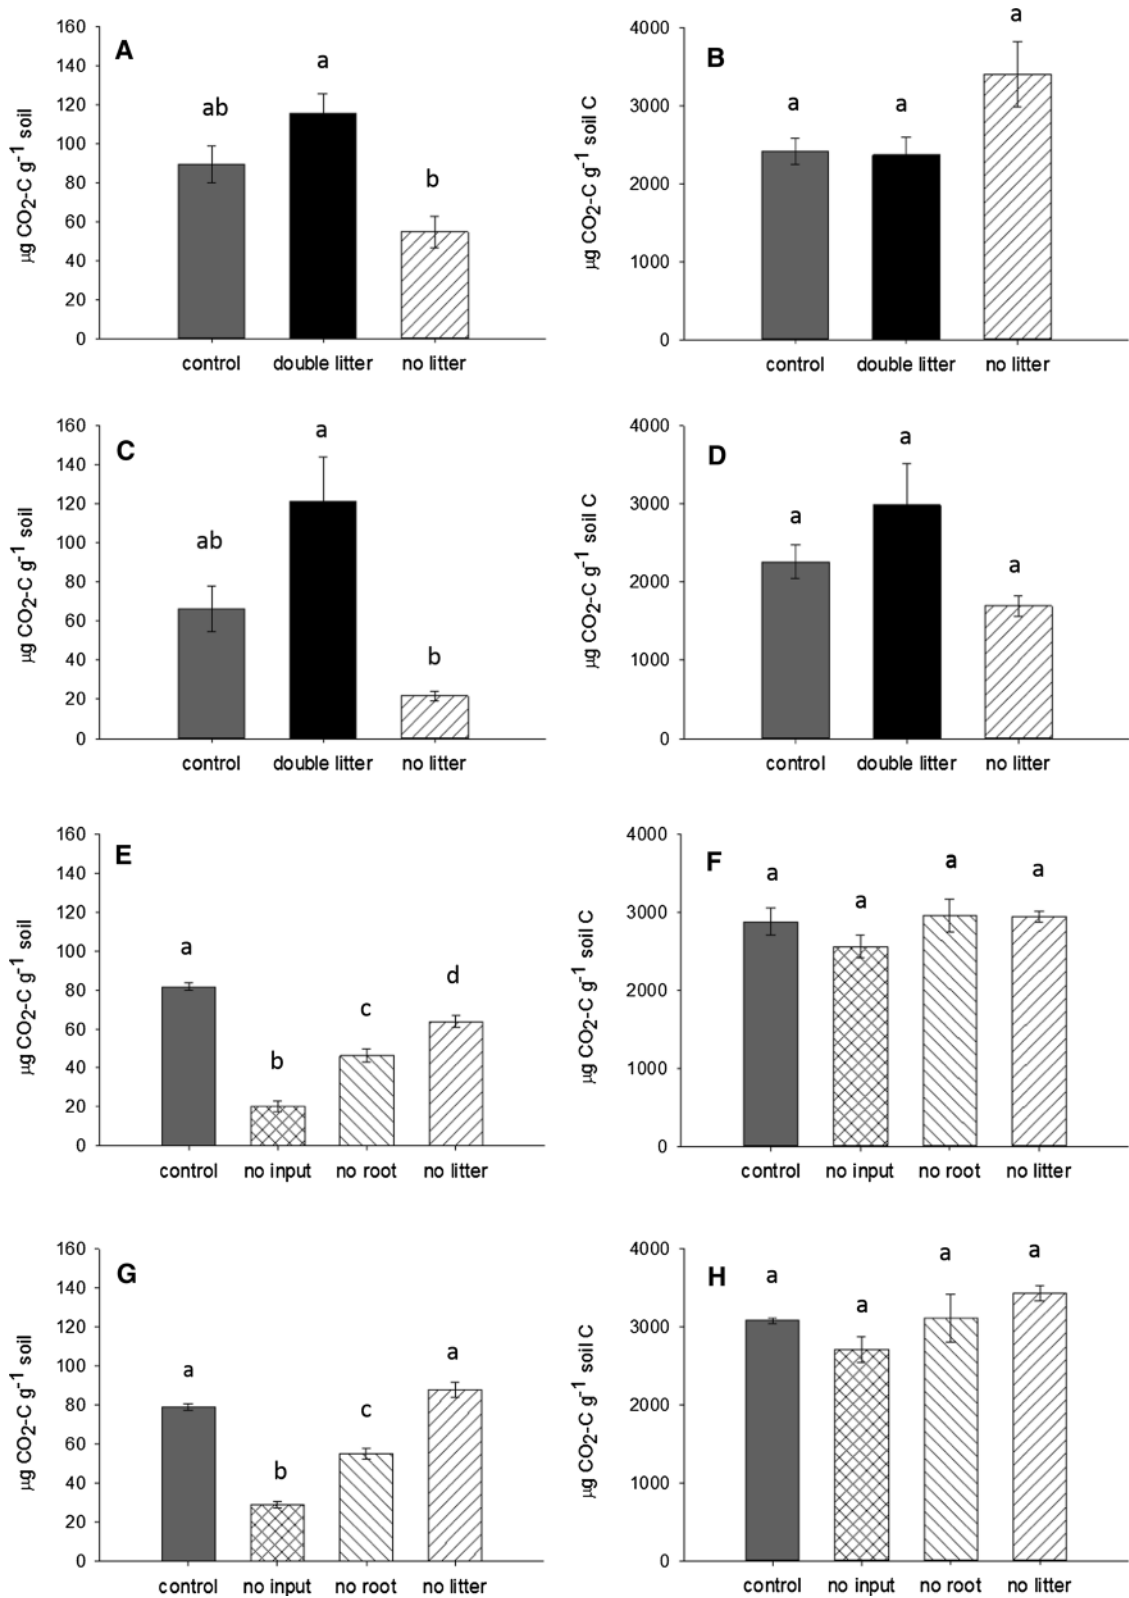 A
µg CO2-C g-1 soil
160
140
120
100
80
60
40
20
0
ab
a
b
control double litter no litter
B
µg CO2-C g-1 soil C
4000
3000
2000
1000
0
a
a
a
control double litter no litter
C
µg CO2-C g-1 soil
160
140
120
100
80
60
40
20
0
ab
a
b
control double litter no litter
D
µg CO2-C g-1 soil C
4000
3000
2000
1000
0
a
a
a
control double litter no litter
E
µg CO2-C g-1 soil
160
140
120
100
80
60
40
20
0
a
b
c
d
control no input no root no litter
F
µg CO2-C g-1 soil C
4000
3000
2000
1000
0
a
a
a
a
control no input no root no litter
G
µg CO2-C g-1 soil
160
140
120
100
80
60
40
20
0
a
b
c
a
control no input no root no litter
H
µg CO2-C g-1 soil C
4000
3000
2000
1000
0
a
a
a
a
control no input no root no litter